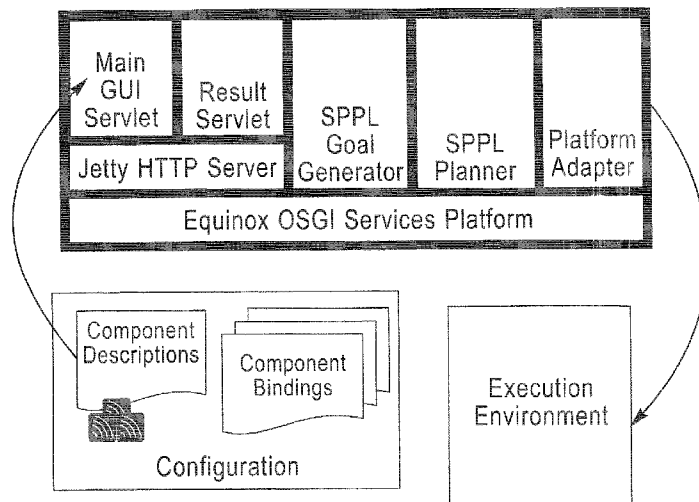 Main
GUI
Servlet
Result
Servlet
Jetty HTTP Server
SPPL
Goal
Generator
SPPL
Planner
Platform
Adapter
Equinox OSGI Services Platform
Component
Descriptions
Component
Bindings
Configuration
Execution
Environment